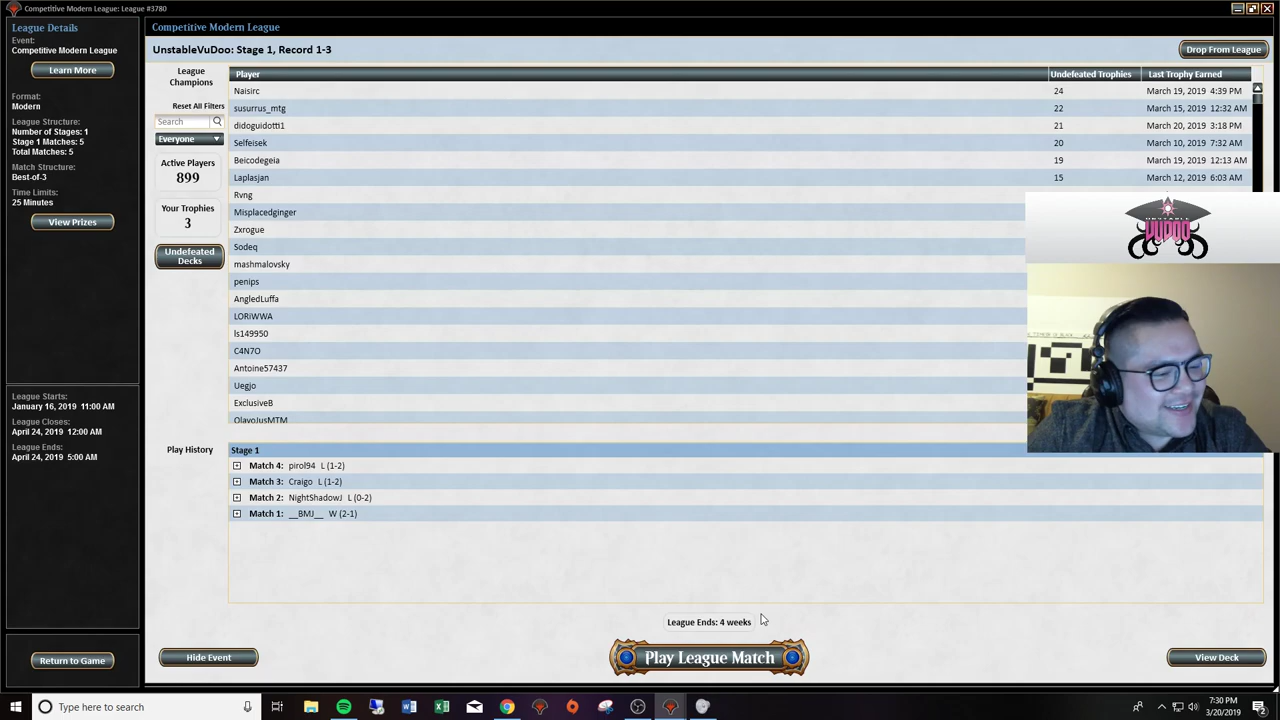 Competitive Modern League: League #3780
League Details
Event:
Competitive Modern League
Learn More
Format:
Modern
League Structure:
Number of Stages: 1
Stage 1 Matches: 5
Total Matches: 5
Match Structure:
Best-of-3
Time Limits:
25 Minutes
View Prizes
League Starts:
January 16, 2019 11:00 AM
League Closes:
April 24, 2019 12:00 AM
League Ends:
April 24, 2019 5:00 AM
Return to Game
Competitive Modern League
UnstableVuDoo: Stage 1, Record 1-3
Drop From League
League
Champions
Reset All Filters
Search
Everyone
Active Players
899
Your Trophies
3
Undefeated
Decks
Player Undefeated Trophies Last Trophy Earned
Naisirc 24 March 19, 2019 4:39 PM
susurrus_mtg 22 March 15, 2019 12:32 AM
didoguidotti1 21 March 20, 2019 3:18 PM
Selfeisek 20 March 10, 2019 7:32 AM
Beicodegeia 19 March 19, 2019 12:13 AM
Laplasjan 15 March 12, 2019 6:03 AM
Rvng
Misplacedginger
Zxrogue
Sodeq
mashmalovsky
penips
AngledLuffa
LORiWWA
ls149950
C4N7O
Antoine57437
Uegjo
ExclusiveB
OlavoJusMTM
UNSTABLE
VUDOO
Play History
Stage 1
Match 4: pirol94 L (1-2)
Match 3: Craigo L (1-2)
Match 2: NightShadowJ L (0-2)
Match 1: __BMJ__ W (2-1)
League Ends: 4 weeks
Hide Event
Play League Match
View Deck
Type here to search
7:30 PM
3/20/2019
2